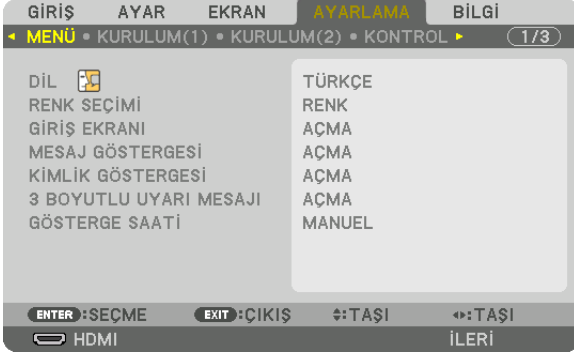 GİRİŞ AYAR EKRAN AYARLAMA BİLGİ
MENÜ • KURULUM(1) • KURULUM(2) • KONTROL 1/3
DİL TÜRKÇE
RENK SEÇİMİ RENK
GİRİŞ EKRANI AÇMA
MESAJ GÖSTERGESİ AÇMA
KİMLİK GÖSTERGESİ AÇMA
3 BOYUTLU UYARI MESAJI AÇMA
GÖSTERGE SAATİ MANUEL
ENTER :SEÇME EXIT :ÇIKIŞ :TAŞI :TAŞI
HDMI İLERİ